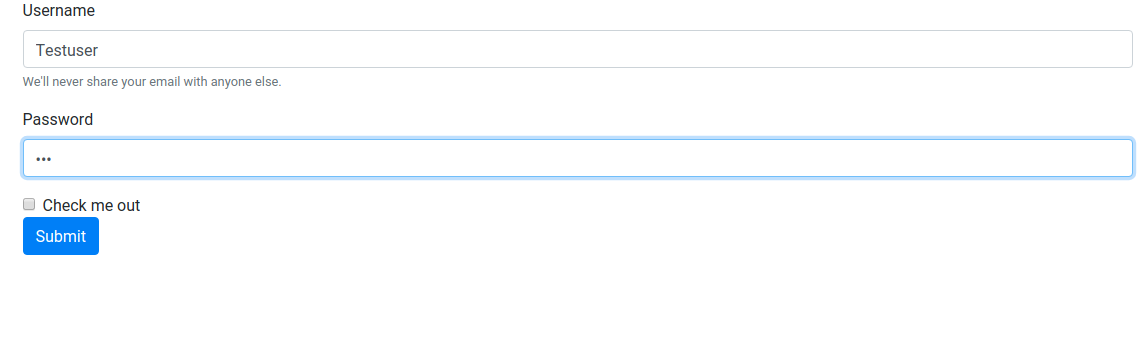 Username
Testuser
We'll never share your email with anyone else.
Password
•••
Check me out
Submit